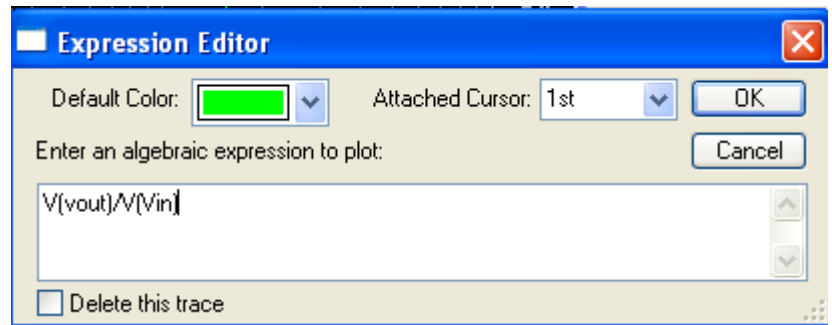 Expression Editor
Default Color: Attached Cursor: 1st OK
Enter an algebraic expression to plot: Cancel
V(vout)/V(Vin)
Delete this trace